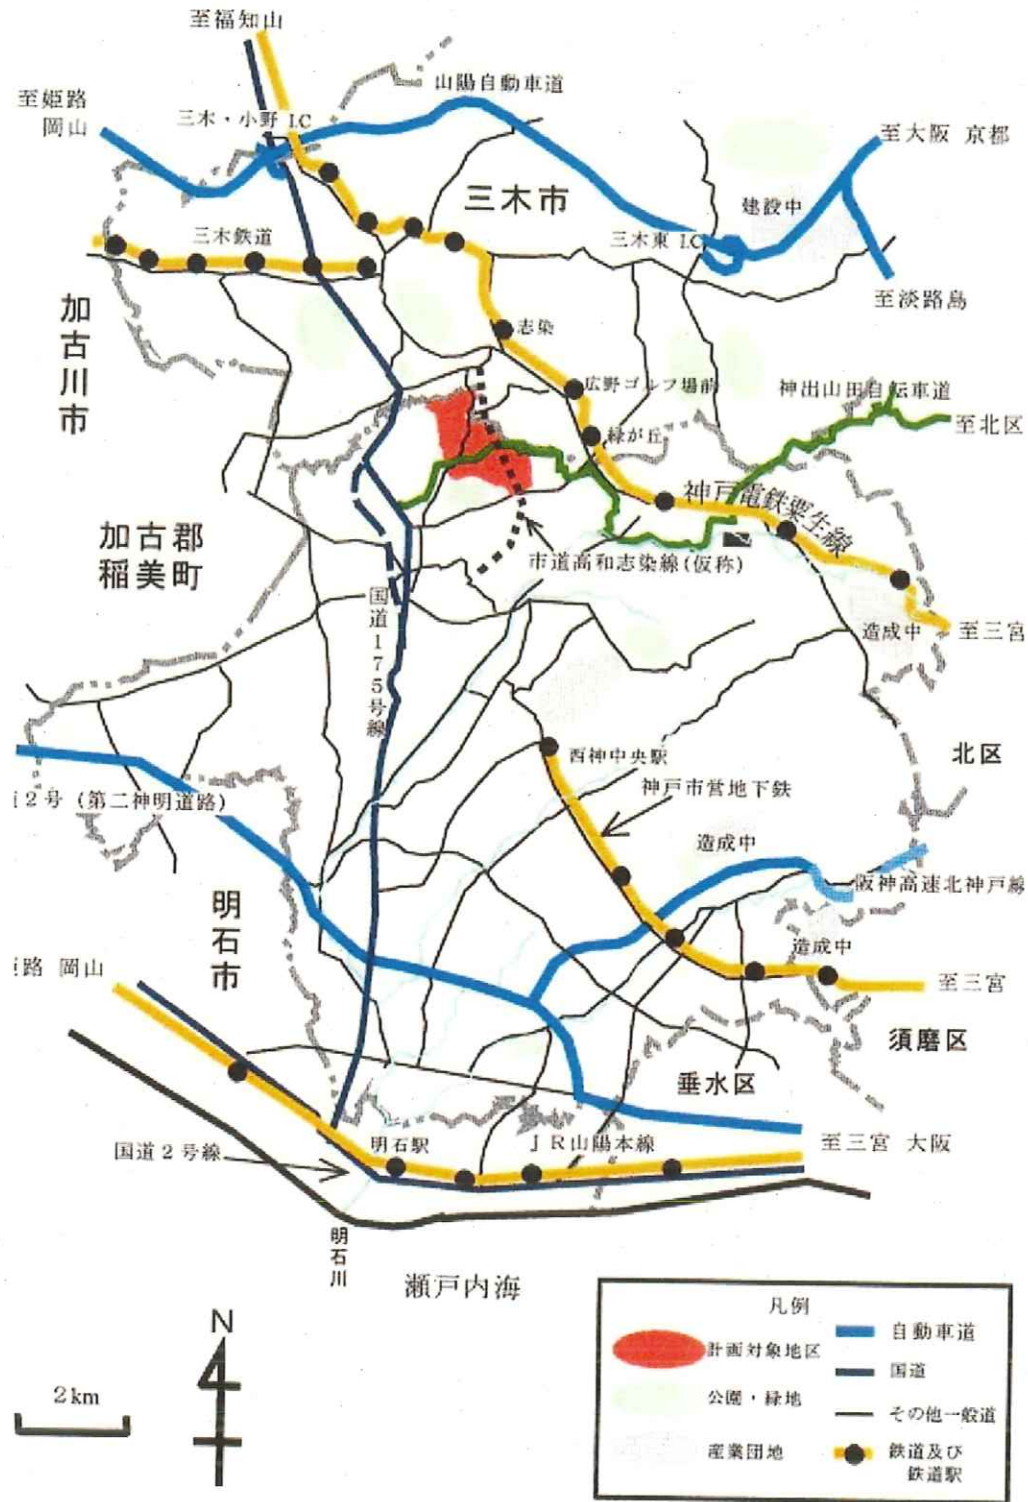 至福知山
山陽自動車道
至姫路
岡山
三木・小野 I.C
至大阪 京都
三木市
建設中
三木鉄道
三木東 I.C
至淡路島
加古川市
志染
広野ゴルフ場前
神出山田自転車道
緑が丘
至北区
神戸電鉄粟生線
加古郡
稲美町
市道高和志染線(仮称)
国道175号線
造成中
至三宮
北区
西神中央駅
神戸市営地下鉄
2号 (第二神明道路)
造成中
阪神高速北神戸線
明石市
造成中
路 岡山
至三宮
須磨区
垂水区
国道2号線
明石駅
JR山陽本線
至三宮 大阪
明石川
瀬戸内海
N
2km
凡例
計画対象地区
公園・緑地
産業団地
自動車道
国道
その他一般道
鉄道及び
鉄道駅